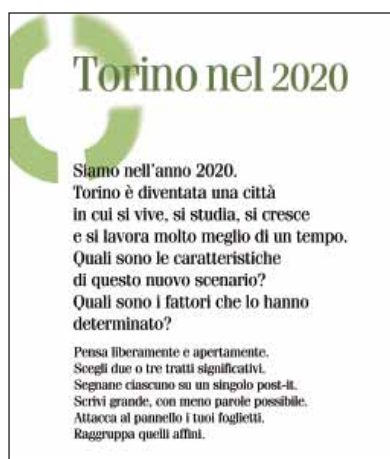 Torino nel 2020
Siamo nell'anno 2020.
Torino è diventata una città
in cui si vive, si studia, si cresce
e si lavora molto meglio di un tempo.
Quali sono le caratteristiche
di questo nuovo scenario?
Quali sono i fattori che lo hanno
determinato?
Pensa liberamente e apertamente.
Scegli due o tre tratti significativi.
Segnane ciascuno su un singolo post-it.
Scrivi grande, con meno parole possibile.
Attacca al pannello i tuoi foglietti.
Raggruppa quelli affini.